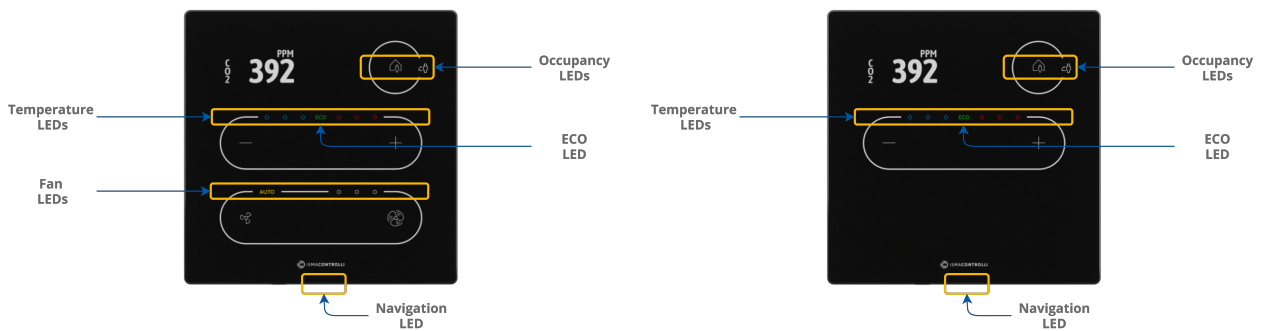 PPM
CO2
392
Occupancy
LEDs
Temperature
LEDs
ECO
ECO
LED
Fan
LEDs
AUTO
iSMACONTROLLI
Navigation
LED
PPM
CO2
392
Occupancy
LEDs
Temperature
LEDs
ECO
ECO
LED
iSMACONTROLLI
Navigation
LED